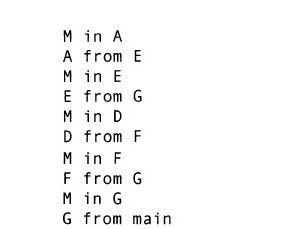 M in A
A from E
M in E
E from G
M in D
D from F
M in F
F from G
M in G
G from main